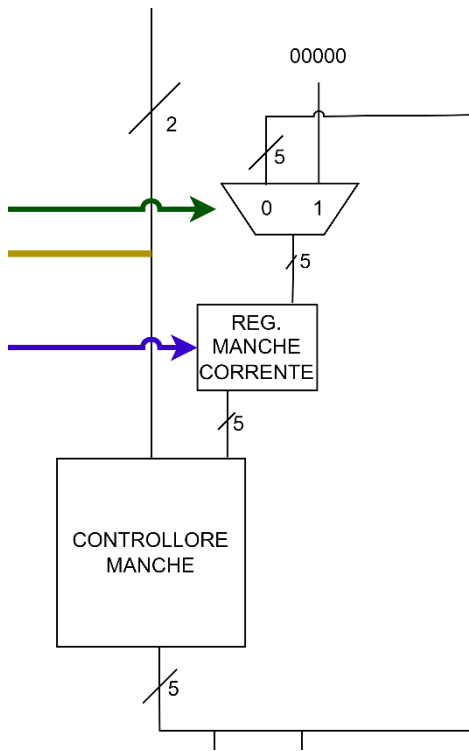 00000
2
5
0 1
5
REG.
MANCHE
CORRENTE
5
CONTROLLORE
MANCHE
5